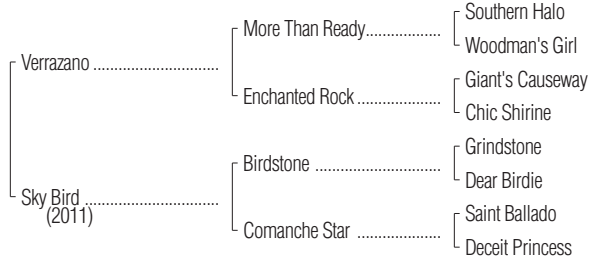 Southern Halo
More Than Ready..................
Woodman's Girl
Verrazano ..............................
Giant's Causeway
Enchanted Rock ....................
Chic Shirine
Grindstone
Birdstone ..............................
Dear Birdie
Sky Bird ................................
(2011)
Saint Ballado
Comanche Star ....................
Deceit Princess